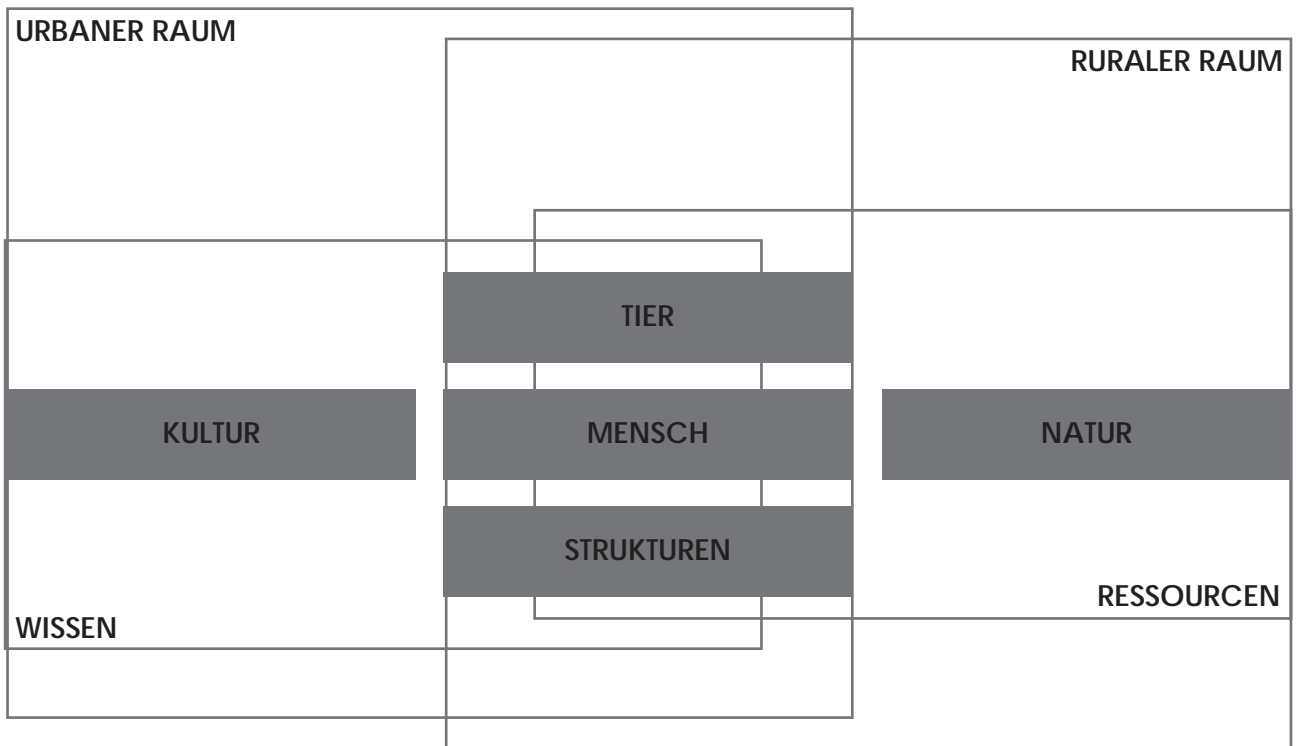 URBANER RAUM
RURALER RAUM
TIER
KULTUR
MENSCH
NATUR
STRUKTUREN
RESSOURCEN
WISSEN